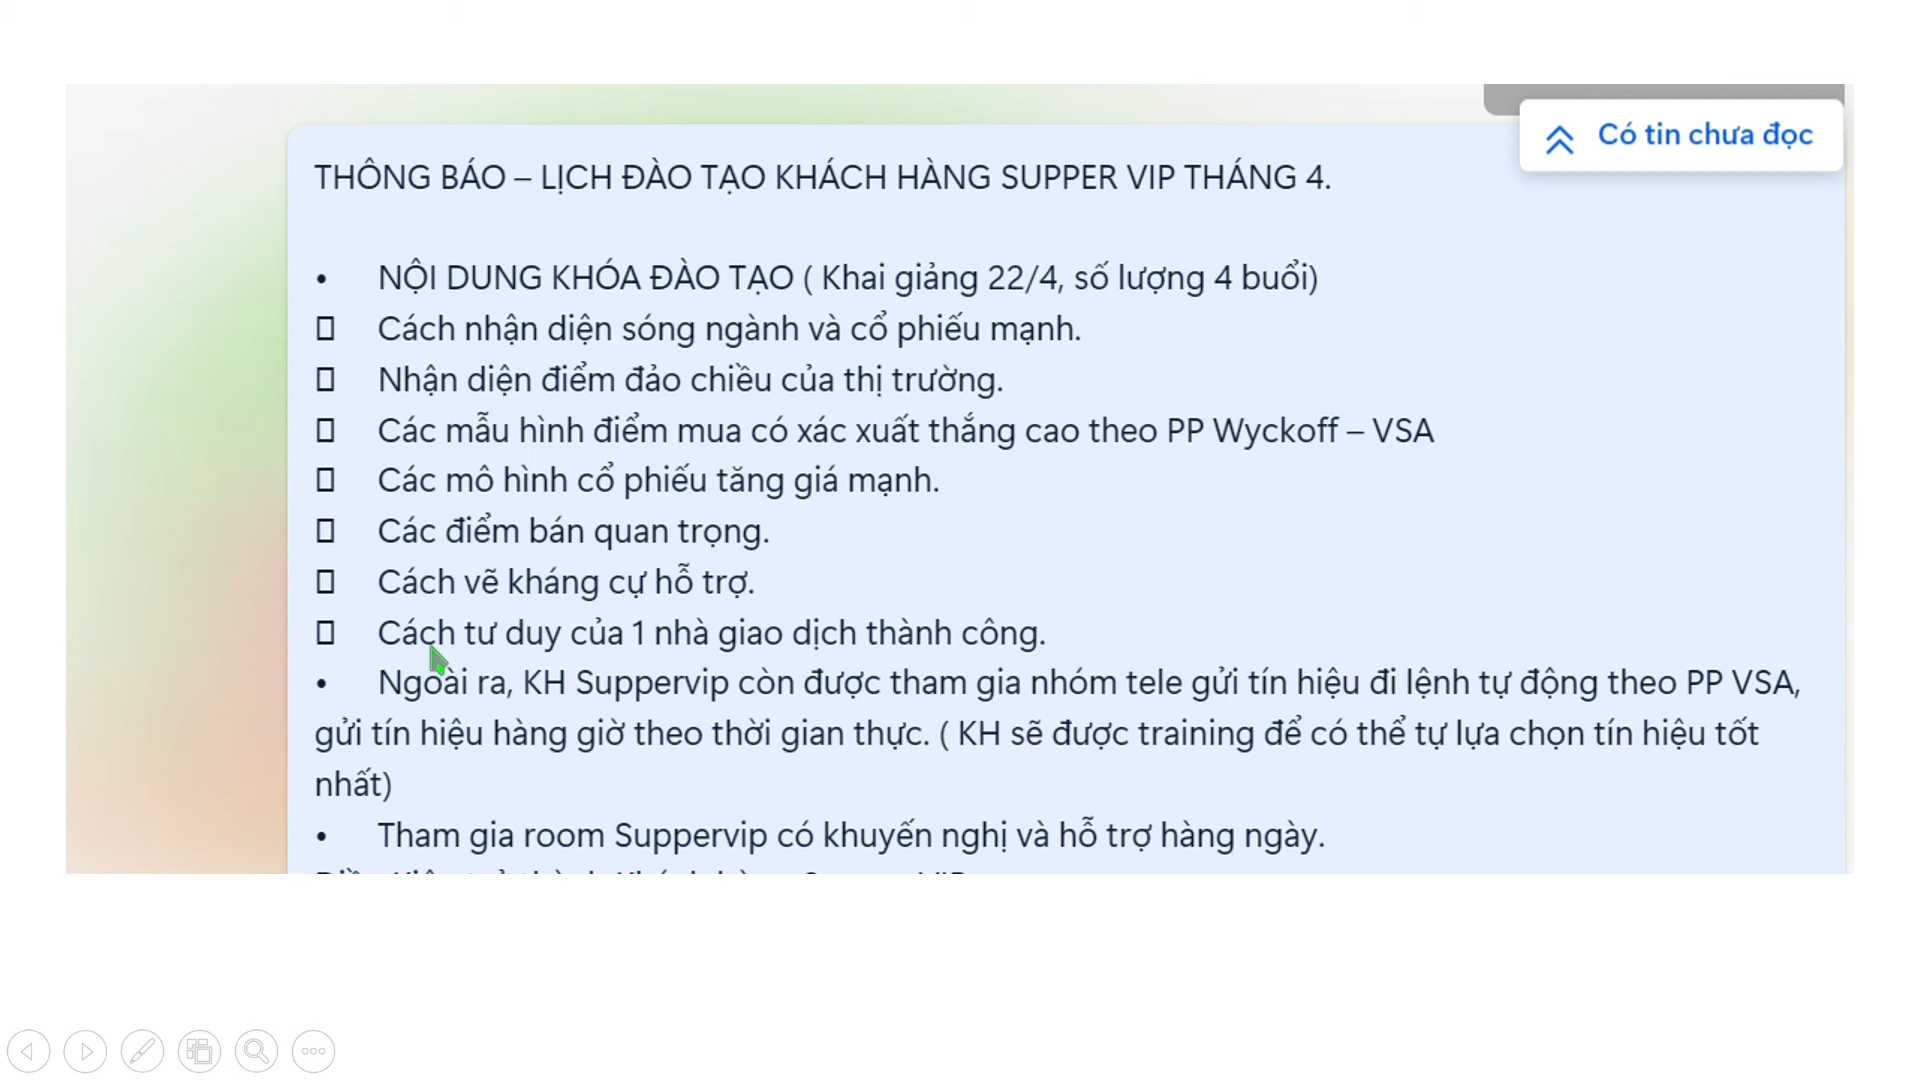 Có tin chưa đọc
THÔNG BÁO – LỊCH ĐÀO TẠO KHÁCH HÀNG SUPPER VIP THÁNG 4.
• NỘI DUNG KHÓA ĐÀO TẠO ( Khai giảng 22/4, số lượng 4 buổi)
Cách nhận diện sóng ngành và cổ phiếu mạnh.
Nhận diện điểm đảo chiều của thị trường.
Các mẫu hình điểm mua có xác xuất thắng cao theo PP Wyckoff – VSA
Các mô hình cổ phiếu tăng giá mạnh.
Các điểm bán quan trọng.
Cách vẽ kháng cự hỗ trợ.
Cách tư duy của 1 nhà giao dịch thành công.
• Ngoài ra, KH Suppervip còn được tham gia nhóm tele gửi tín hiệu đi lệnh tự động theo PP VSA,
gửi tín hiệu hàng giờ theo thời gian thực. ( KH sẽ được training để có thể tự lựa chọn tín hiệu tốt
nhất)
• Tham gia room Suppervip có khuyến nghị và hỗ trợ hàng ngày.